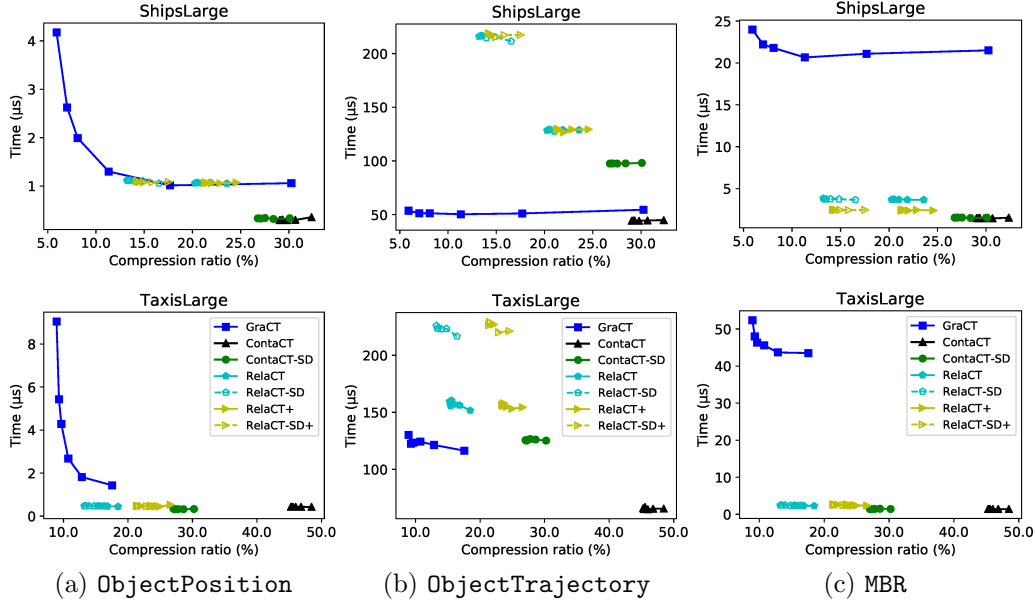 ShipsLarge
4
3
2
1
Time (µs)
5.0 10.0 15.0 20.0 25.0 30.0
Compression ratio (%)
ShipsLarge
200
150
100
50
Time (µs)
5.0 10.0 15.0 20.0 25.0 30.0
Compression ratio (%)
ShipsLarge
25
20
15
10
5
0
Time (µs)
5.0 10.0 15.0 20.0 25.0 30.0
Compression ratio (%)
TaxisLarge
8
6
4
2
0
Time (µs)
GraCT
ContaCT
ContaCT-SD
RelaCT
RelaCT-SD
RelaCT+
RelaCT-SD+
10.0 20.0 30.0 40.0 50.0
Compression ratio (%)
TaxisLarge
250
200
150
100
Time (µs)
GraCT
ContaCT
ContaCT-SD
RelaCT
RelaCT-SD
RelaCT+
RelaCT-SD+
10.0 20.0 30.0 40.0 50.0
Compression ratio (%)
TaxisLarge
50
40
30
20
10
0
Time (µs)
GraCT
ContaCT
ContaCT-SD
RelaCT
RelaCT-SD
RelaCT+
RelaCT-SD+
10.0 20.0 30.0 40.0 50.0
Compression ratio (%)
(a) ObjectPosition
(b) ObjectTrajectory
(c) MBR